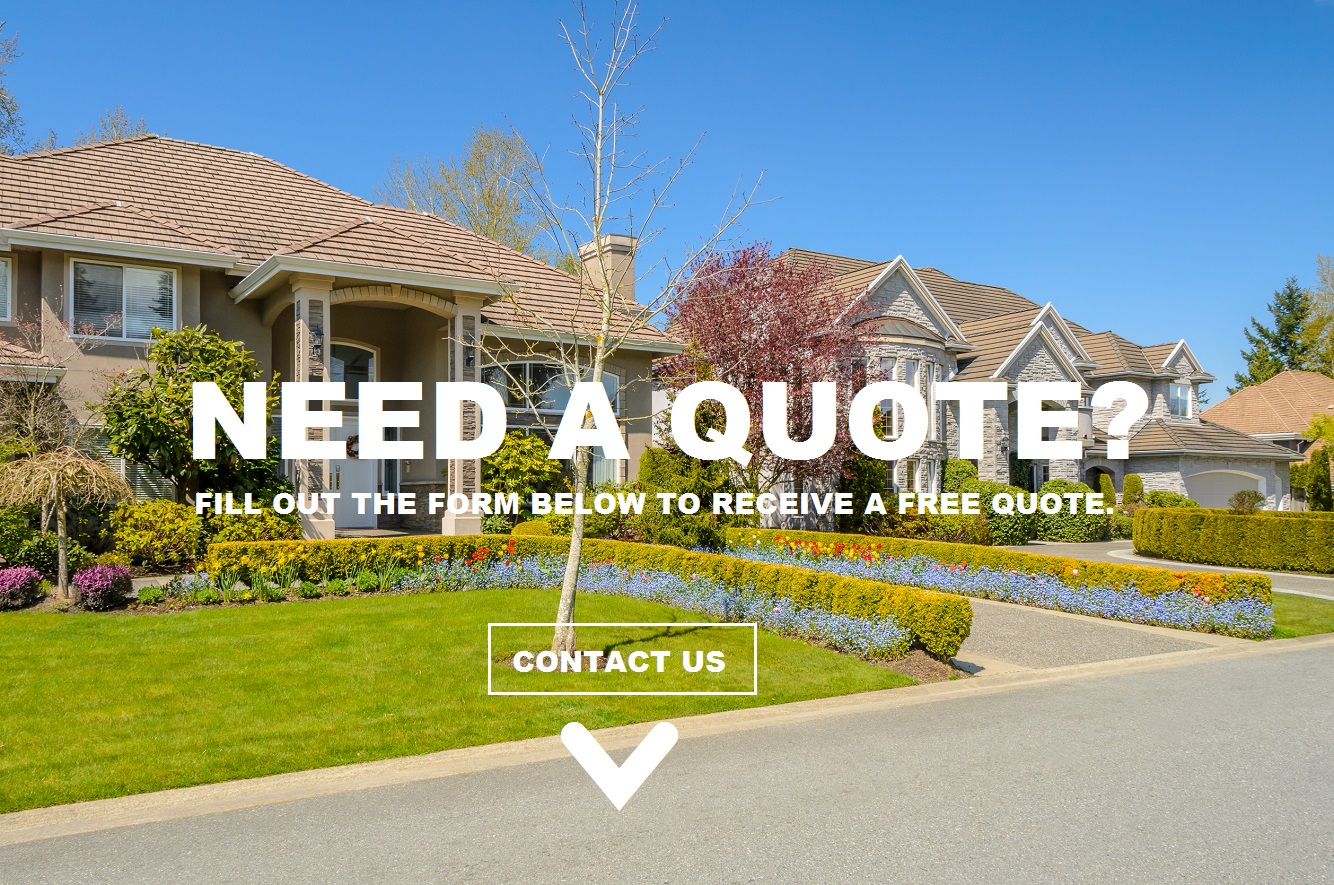 NEED A QUOTE?
FILL OUT THE FORM BELOW TO RECEIVE A FREE QUOTE.
CONTACT US